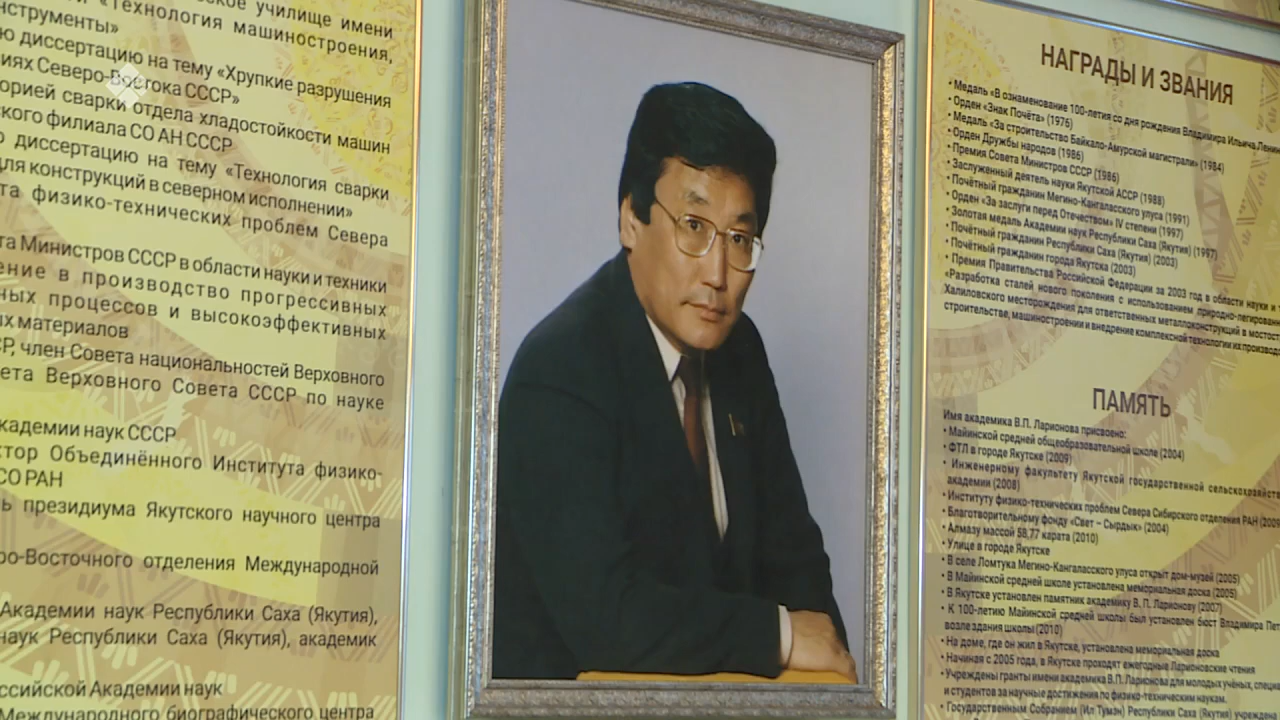 ское училище имени
«Технология машиностроения,
нструменты»
ю диссертацию на тему «Хрупкие разрушения
иях Северо-Востока СССР»
орией сварки отдела хладостойкости машин
ского филиала СО АН СССР
диссертацию на тему «Технология сварки
для конструкций в северном исполнении»
та физико-технических проблем Севера
та Министров СССР в области науки и техники
ение в производство прогрессивных
ных процессов и высокоэффективных
ых материалов
СР, член Совета национальностей Верховного
ета Верховного Совета СССР по науке
кадемии наук СССР
ктор Объединённого Института физико-
СО РАН
ь президиума Якутского научного центра
ро-Восточного отделения Международной
Академии наук Республики Саха (Якутия),
наук Республики Саха (Якутия), академик
ссийской Академии наук
Международного биографического центра
НАГРАДЫ И ЗВАНИЯ
• Медаль «В ознаменование 100-летия со дня рождения Владимира Ильича Ленин
• Орден «Знак Почёта» (1976)
• Медаль «За строительство Байкало-Амурской магистрали» (1984)
• Орден Дружбы народов (1986)
• Премия Совета Министров СССР (1986)
• Заслуженный деятель науки Якутской АССР (1988)
• Почётный гражданин Мегино-Кангаласского улуса (1991)
• Орден «За заслуги перед Отечеством» IV степени (1997)
• Золотая медаль Академии наук Республики Саха (Якутия) (1997)
• Почётный гражданин Республики Саха (Якутия) (2003)
• Почётный гражданин города Якутска (2003)
• Премия Правительства Российской Федерации за 2003 год в области науки и
«Разработка сталей нового поколения с использованием природно-легирован
Халиловского месторождения для ответственных металлоконструкций в мостост
строительстве, машиностроении и внедрение комплексной технологии их производ
ПАМЯТЬ
Имя академика В.П. Ларионова присвоено:
• Майинской средней общеобразовательной школе (2004)
• ФТЛ в городе Якутске (2009)
• Инженерному факультету Якутской государственной сельскохозяйств
академии (2008)
• Институту физико-технических проблем Севера Сибирского отделения РАН (200
• Благотворительному фонду «Свет – Сырдык» (2004)
• Алмазу массой 58,77 карата (2010)
• Улице в городе Якутске
• В селе Ломтука Мегино-Кангаласского улуса открыт дом-музей (2005)
• В Майинской средней школе установлена мемориальная доска (2005)
• В Якутске установлен памятник академику В. П. Ларионову (2007)
• К 100-летию Майинской средней школы был установлен бюст Владимира Пет
возле здания школы (2010)
• На доме, где он жил в Якутске, установлена мемориальная доска
• Начиная с 2005 года, в Якутске проходят ежегодные Ларионовские чтения
• Учреждены гранты имени академика В.П. Ларионова для молодых учёных, специ
и студентов за научные достижения по физико-техническим наукам.
• Государственным Собранием (Ил Тумэн) Республики Саха (Якутия) учрежден